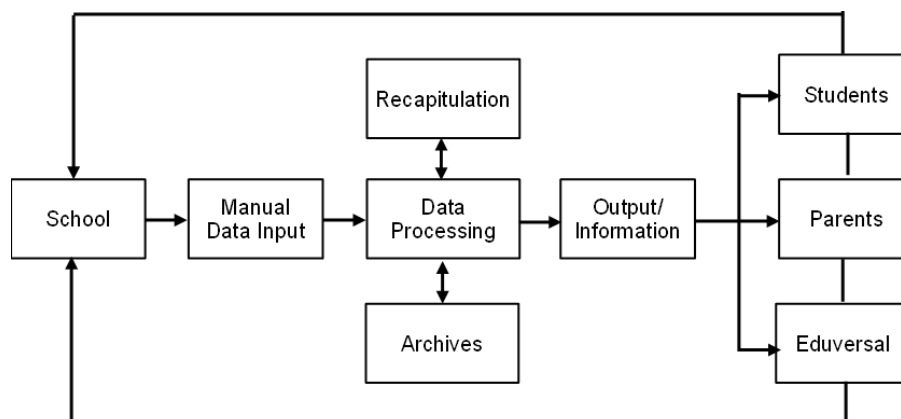 Students
Recapitulation
School
Manual
Data Input
Data
Processing
Output/
Information
Parents
Archives
Eduversal